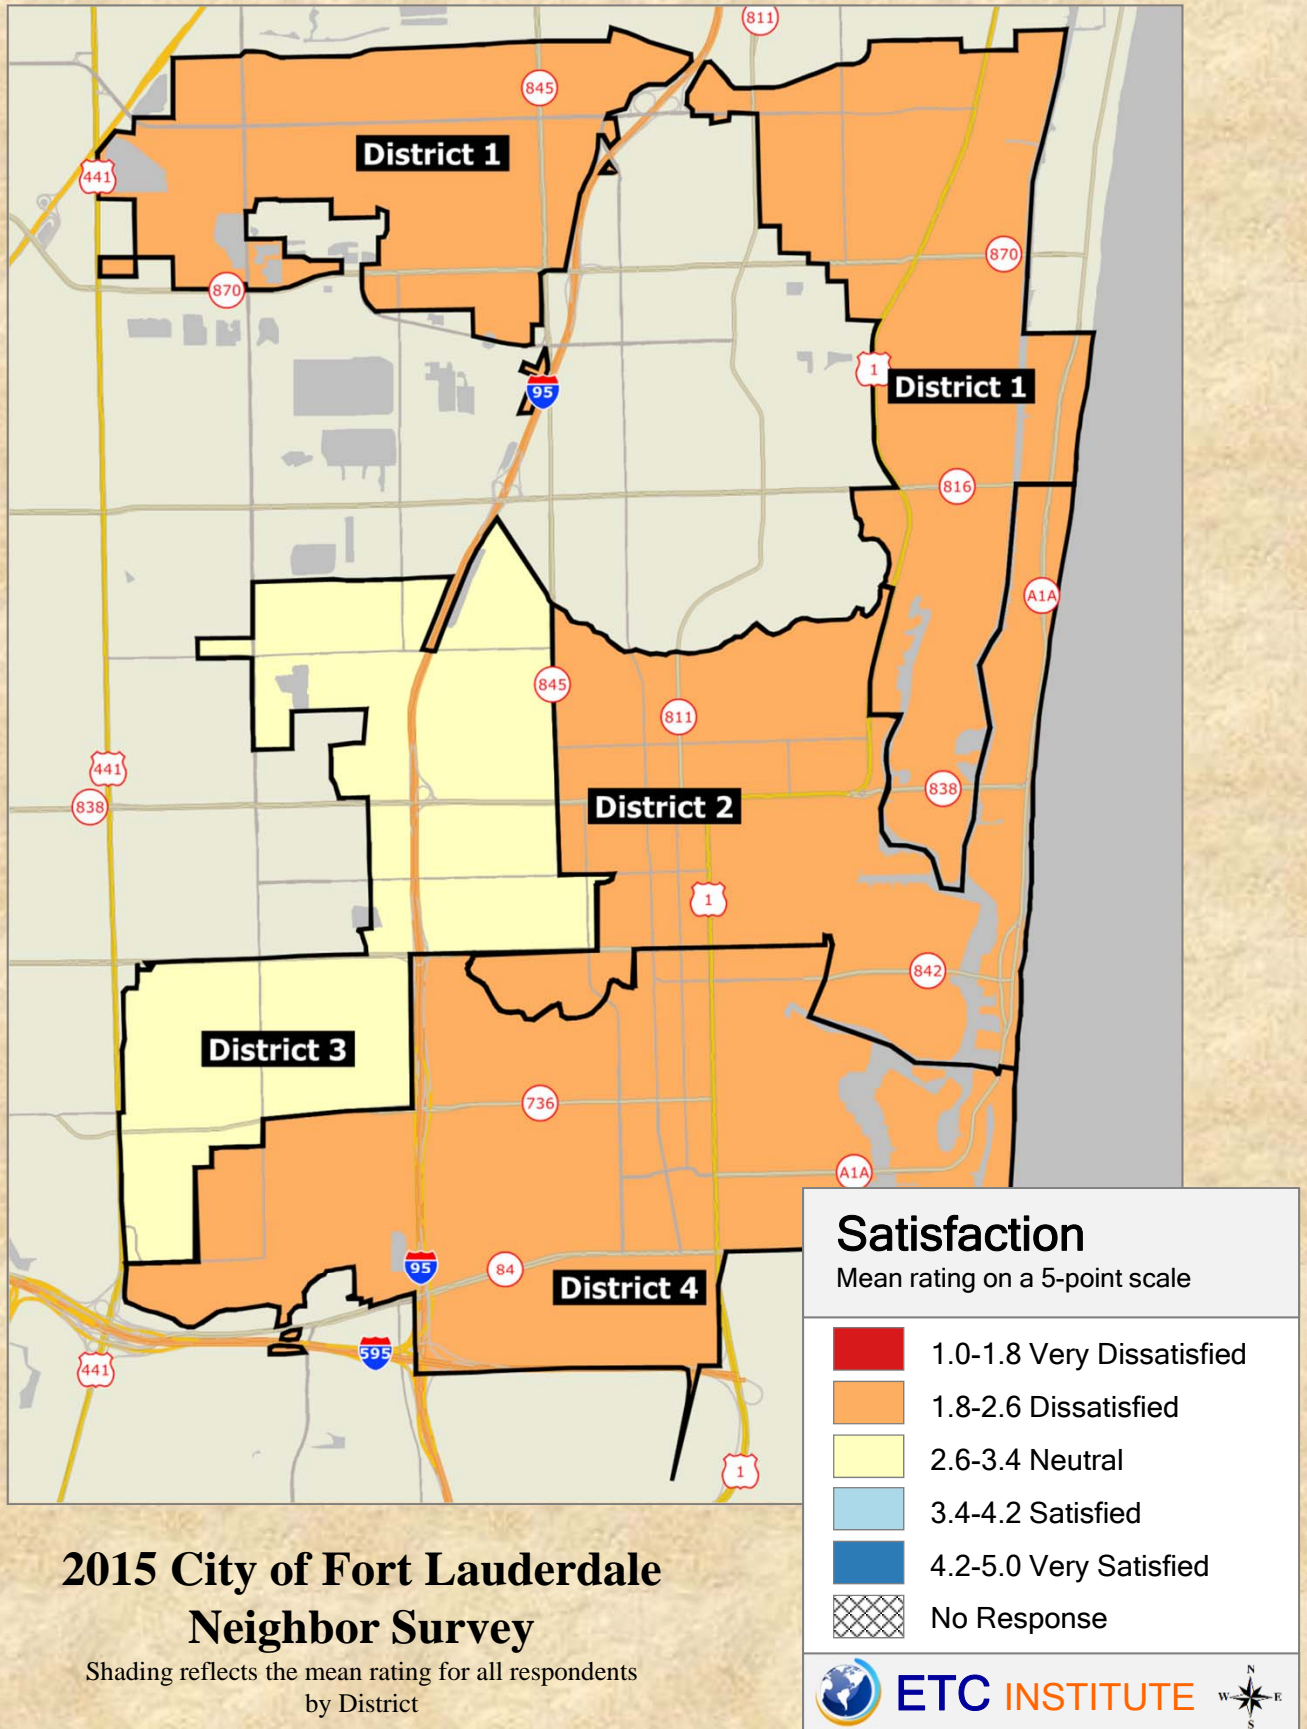 811
845
District 1
441
870
870
95
1
District 1
816
A1A
845
811
441
838
838
District 2
1
842
District 3
736
A1A
95
84
District 4
595
441
1
Satisfaction
Mean rating on a 5-point scale
1.0-1.8 Very Dissatisfied
1.8-2.6 Dissatisfied
2.6-3.4 Neutral
3.4-4.2 Satisfied
4.2-5.0 Very Satisfied
No Response
2015 City of Fort Lauderdale
Neighbor Survey
Shading reflects the mean rating for all respondents
by District
ETC INSTITUTE
N
W E
S